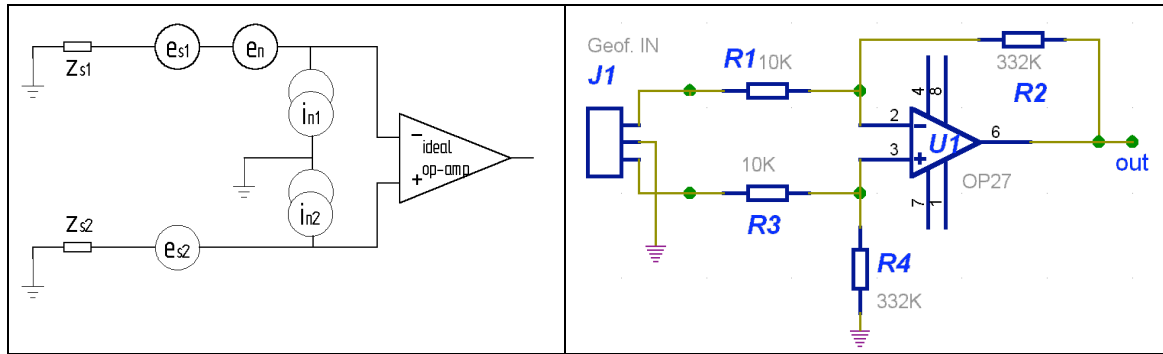 Zs1
es1
en
in1
ideal
op-amp
−
+
in2
Zs2
es2
Geof. IN
J1
R1
10K
332K
R2
4
8
2
−
U1
6
3
+
out
OP27
10K
R3
7
1
R4
332K